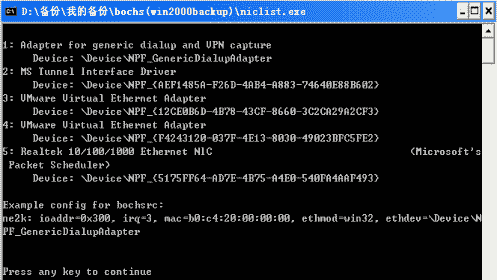 D:\备份\我的备份\bochs(win2000backup)\niclist.exe
1: Adapter for generic dialup and VPN capture
Device: \Device\NPF_GenericDialupAdapter
2: MS Tunnel Interface Driver
Device: \Device\NPF_{AEF1485A-F26D-4AB4-A883-74640E88B602}
3: VMware Virtual Ethernet Adapter
Device: \Device\NPF_{12CE0B6D-4B78-43CF-8660-3C2CA29A2CF3}
4: VMware Virtual Ethernet Adapter
Device: \Device\NPF_{F4243120-037F-4E13-8030-49023BFC5FE2}
5: Realtek 10/100/1000 Ethernet NIC (Microsoft's
Packet Scheduler)
Device: \Device\NPF_{5175FF64-AD7E-4B75-A4E0-540FA4AAF493}
Example config for bochsrc:
ne2k: ioaddr=0x300, irq=3, mac=b0:c4:20:00:00:00, ethmod=win32, ethdev=\Device\N
PF_GenericDialupAdapter
Press any key to continue